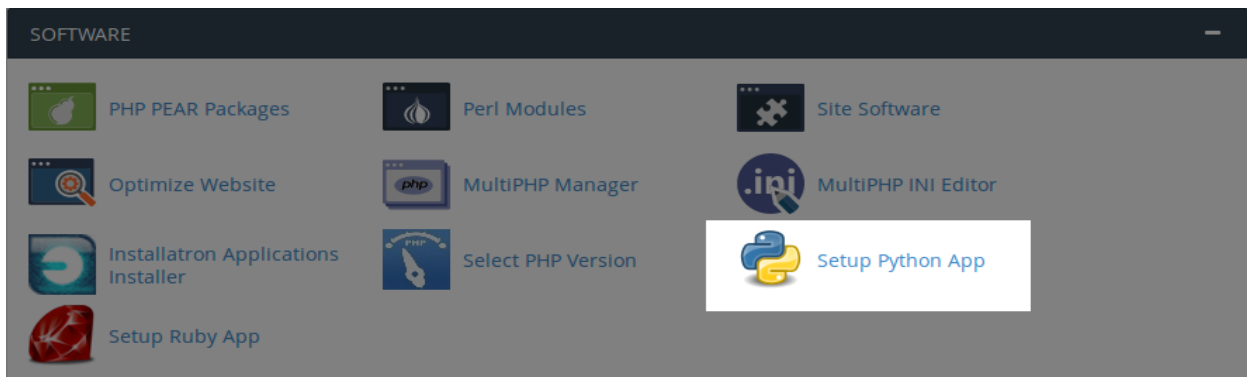 SOFTWARE
PHP PEAR Packages
Perl Modules
Site Software
Optimize Website
php
MultiPHP Manager
.ini
MultiPHP INI Editor
Installatron Applications
Installer
PHP
Select PHP Version
Setup Python App
Setup Ruby App